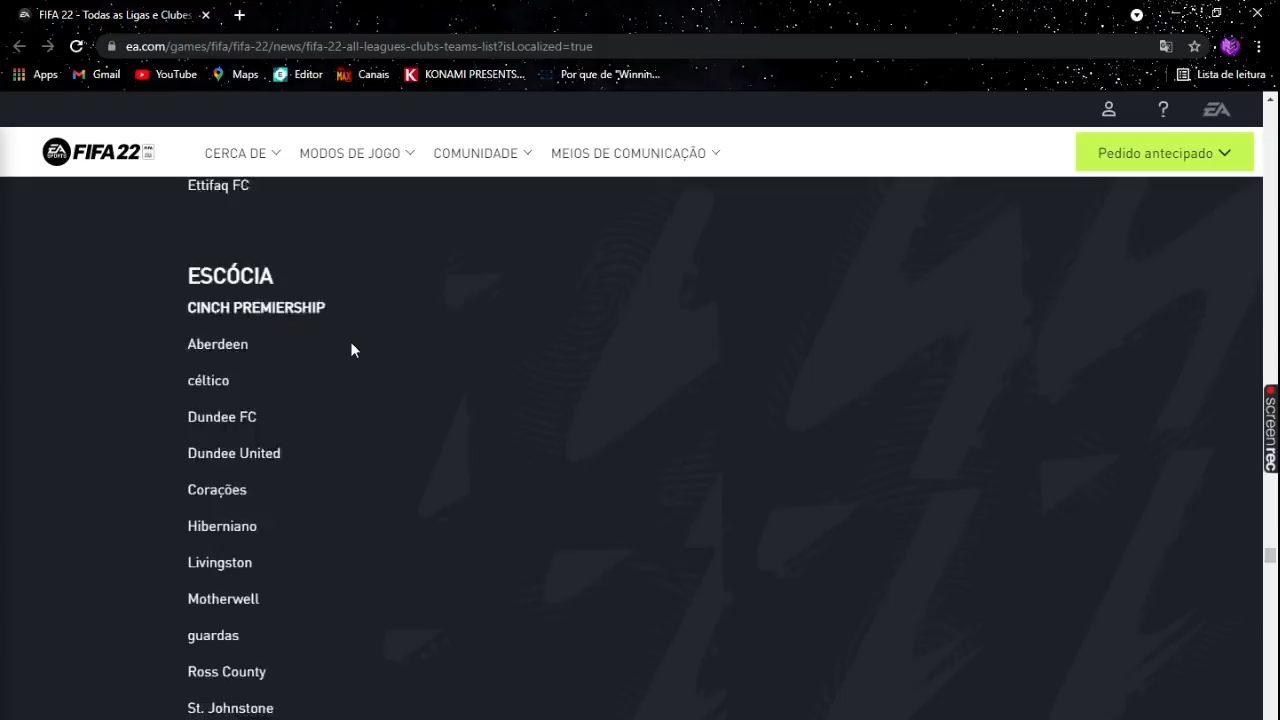 FIFA 22 - Todas as Ligas e Clubes
ea.com/games/fifa/fifa-22/news/fifa-22-all-leagues-clubs-teams-list?isLocalized=true
Apps Gmail YouTube Maps Editor Canais KONAMI PRESENTS... Por que de "Winnin... Lista de leitura
EA
EA SPORTS FIFA 22 CERCA DE MODOS DE JOGO COMUNIDADE MEIOS DE COMUNICAÇÃO Pedido antecipado
Ettifaq FC
ESCÓCIA
CINCH PREMIERSHIP
Aberdeen
céltico
Dundee FC
Dundee United
Corações
Hiberniano
Livingston
Motherwell
guardas
Ross County
St. Johnstone
screenrec